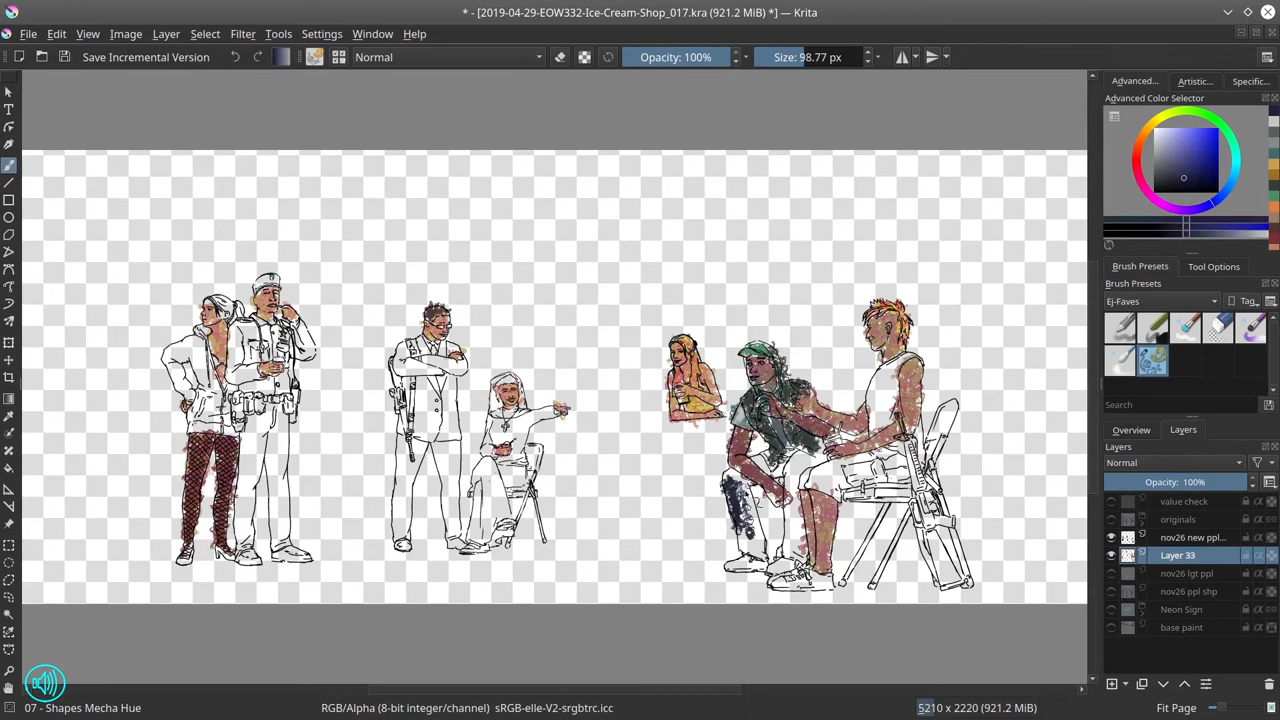 * - [2019-04-29-EOW332-Ice-Cream-Shop_017.kra (921.2 MiB) *] — Krita
File Edit View Image Layer Select Filter Tools Settings Window Help
Save Incremental Version Normal Opacity: 100% Size: 98.77 px
Advanced... Artistic... Specific...
Advanced Color Selector
Brush Presets Tool Options
Brush Presets
Ej-Faves Tag
Search
Overview Layers
Layers
Normal
Opacity: 100%
value check
originals
nov26 new ppl...
Layer 33
nov26 lgt ppl
nov26 ppl shp
Neon Sign
base paint
07 - Shapes Mecha Hue RGB/Alpha (8-bit integer/channel) sRGB-elle-V2-srgbtrc.icc 5210 x 2220 (921.2 MiB) Fit Page